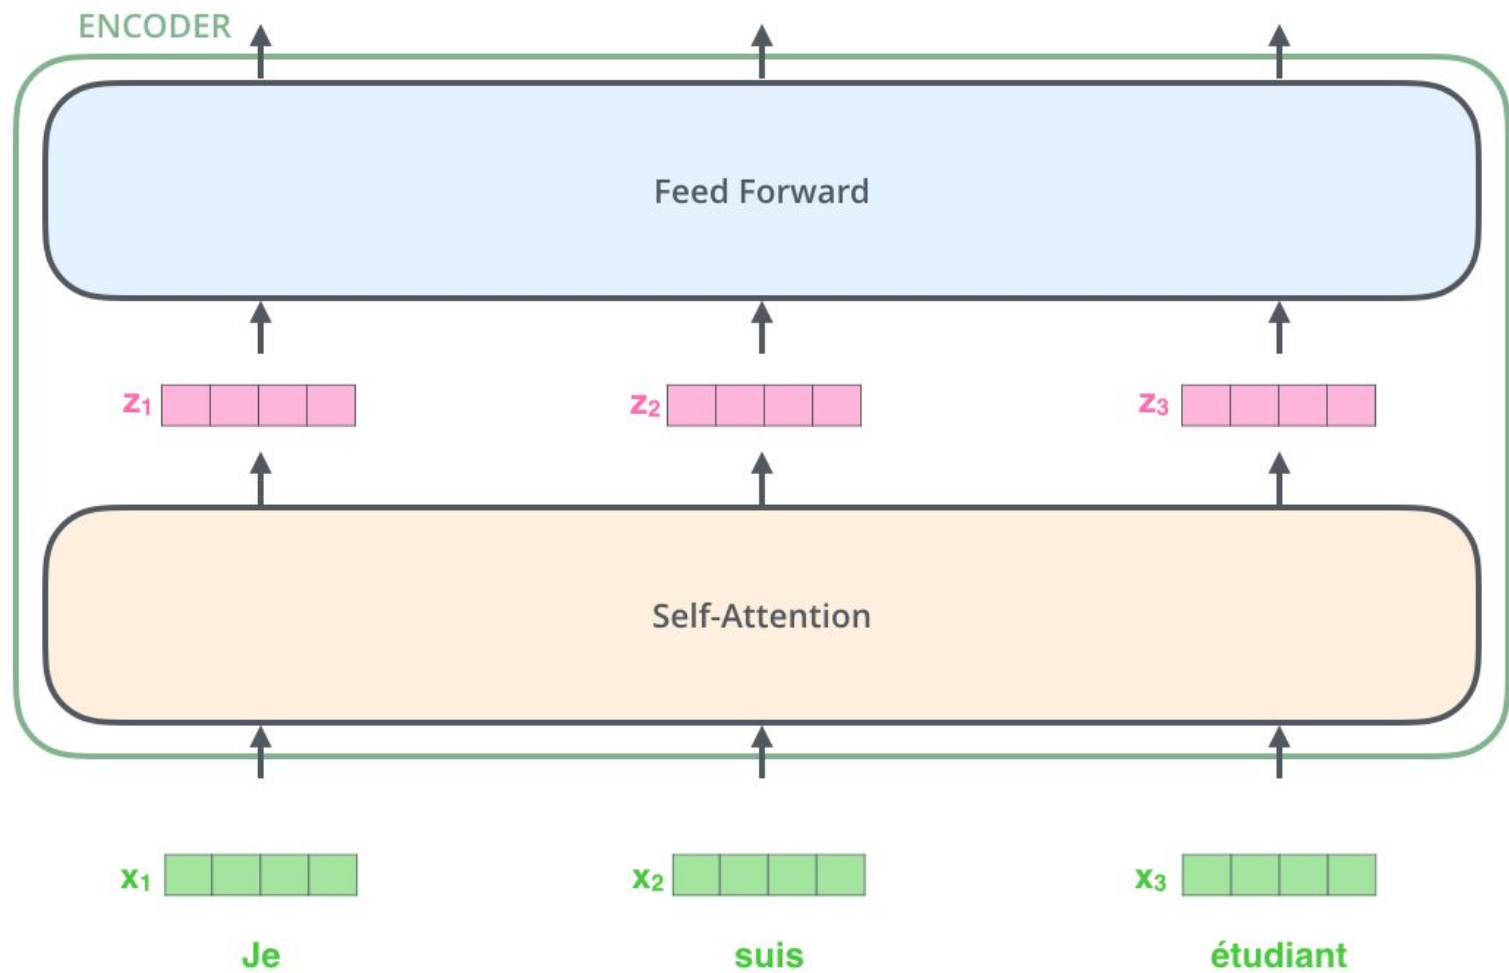 ENCODER
Feed Forward
z₁ z₂ z₃
Self-Attention
x₁ x₂ x₃
Je suis étudiant